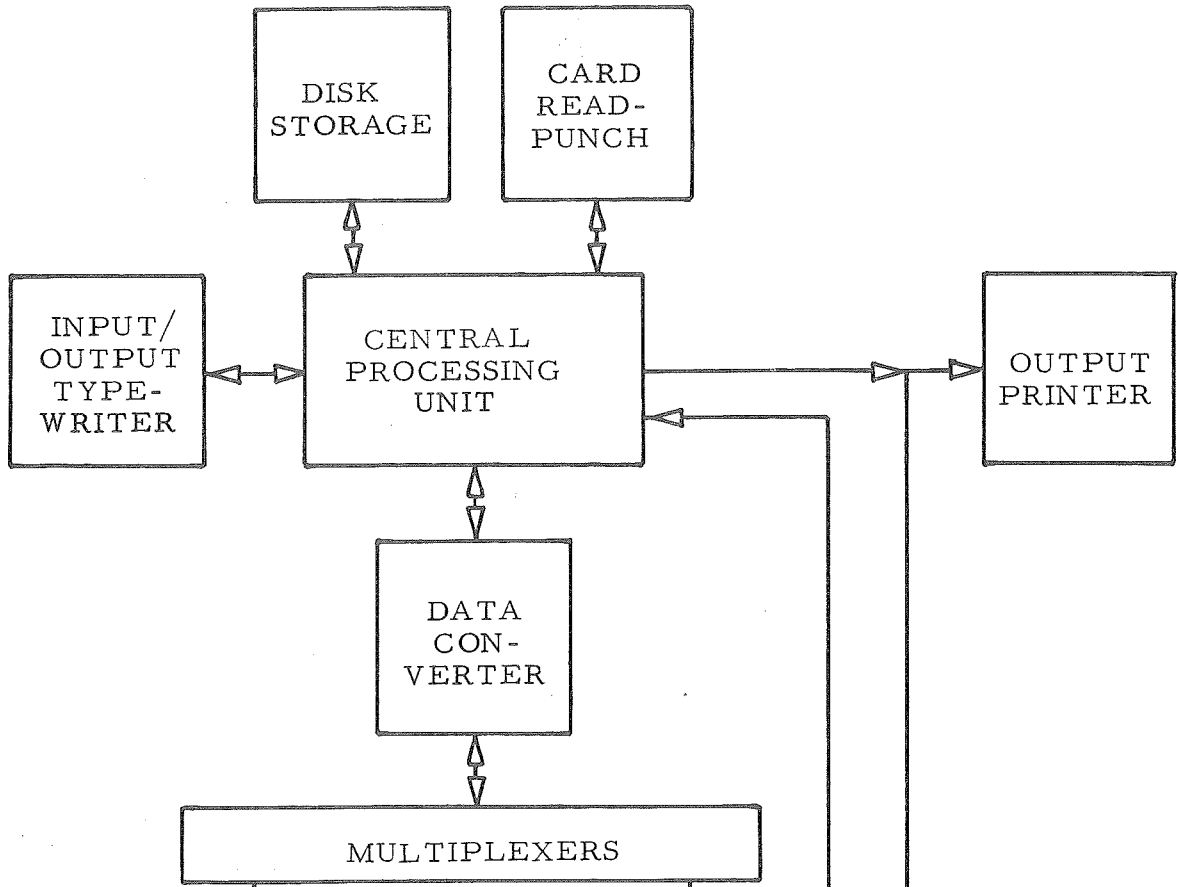 DISK
STORAGE
CARD
READ-
PUNCH
INPUT/
OUTPUT
TYPE-
WRITER
CENTRAL
PROCESSING
UNIT
OUTPUT
PRINTER
DATA
CON-
VERTER
MULTIPLEXERS